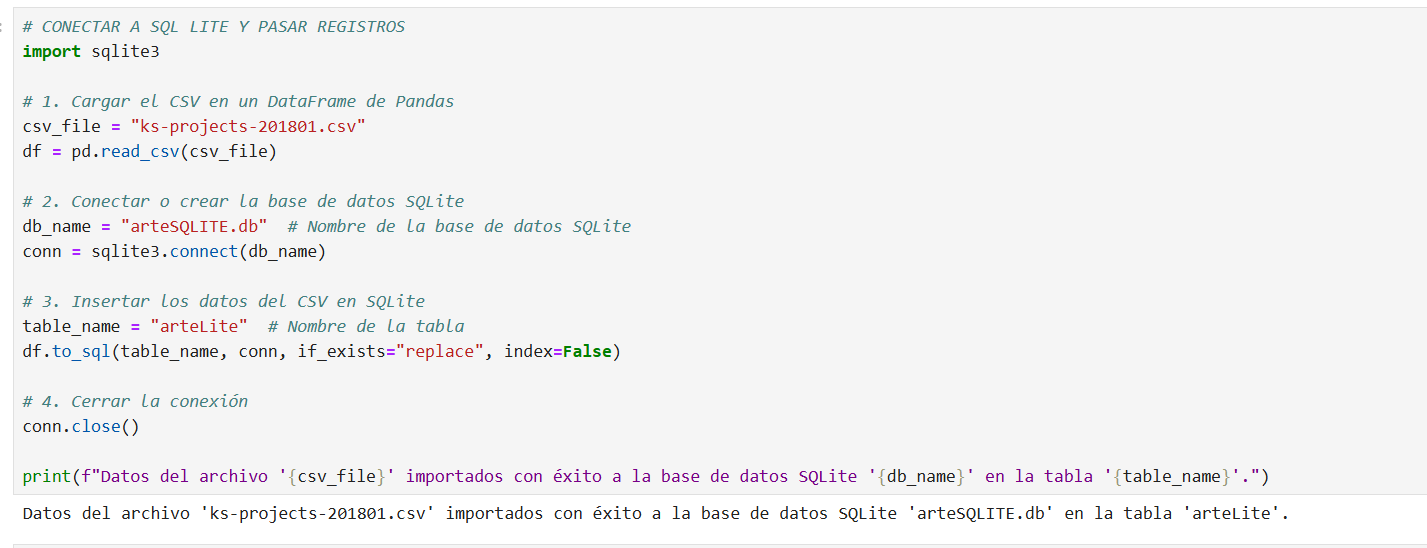 # CONECTAR A SQL LITE Y PASAR REGISTROS
import sqlite3
# 1. Cargar el CSV en un DataFrame de Pandas
csv_file = "ks-projects-201801.csv"
df = pd.read_csv(csv_file)
# 2. Conectar o crear la base de datos SQLite
db_name = "arteSQLITE.db"  # Nombre de la base de datos SQLite
conn = sqlite3.connect(db_name)
# 3. Insertar los datos del CSV en SQLite
table_name = "arteLite"  # Nombre de la tabla
df.to_sql(table_name, conn, if_exists="replace", index=False)
# 4. Cerrar la conexión
conn.close()
print(f"Datos del archivo '{csv_file}' importados con éxito a la base de datos SQLite '{db_name}' en la tabla '{table_name}'.")
Datos del archivo 'ks-projects-201801.csv' importados con éxito a la base de datos SQLite 'arteSQLITE.db' en la tabla 'arteLite'.